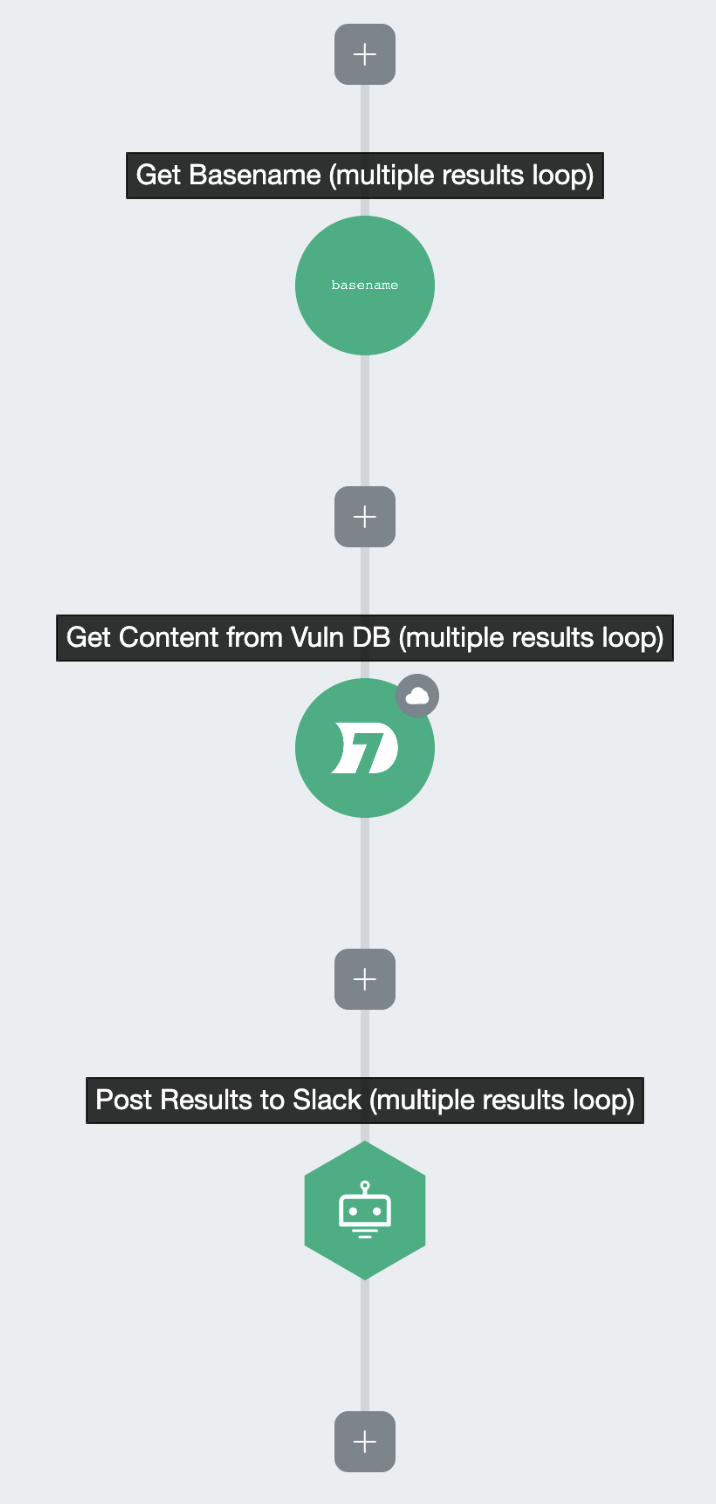 Get Basename (multiple results loop)
basename
Get Content from Vuln DB (multiple results loop)
Post Results to Slack (multiple results loop)